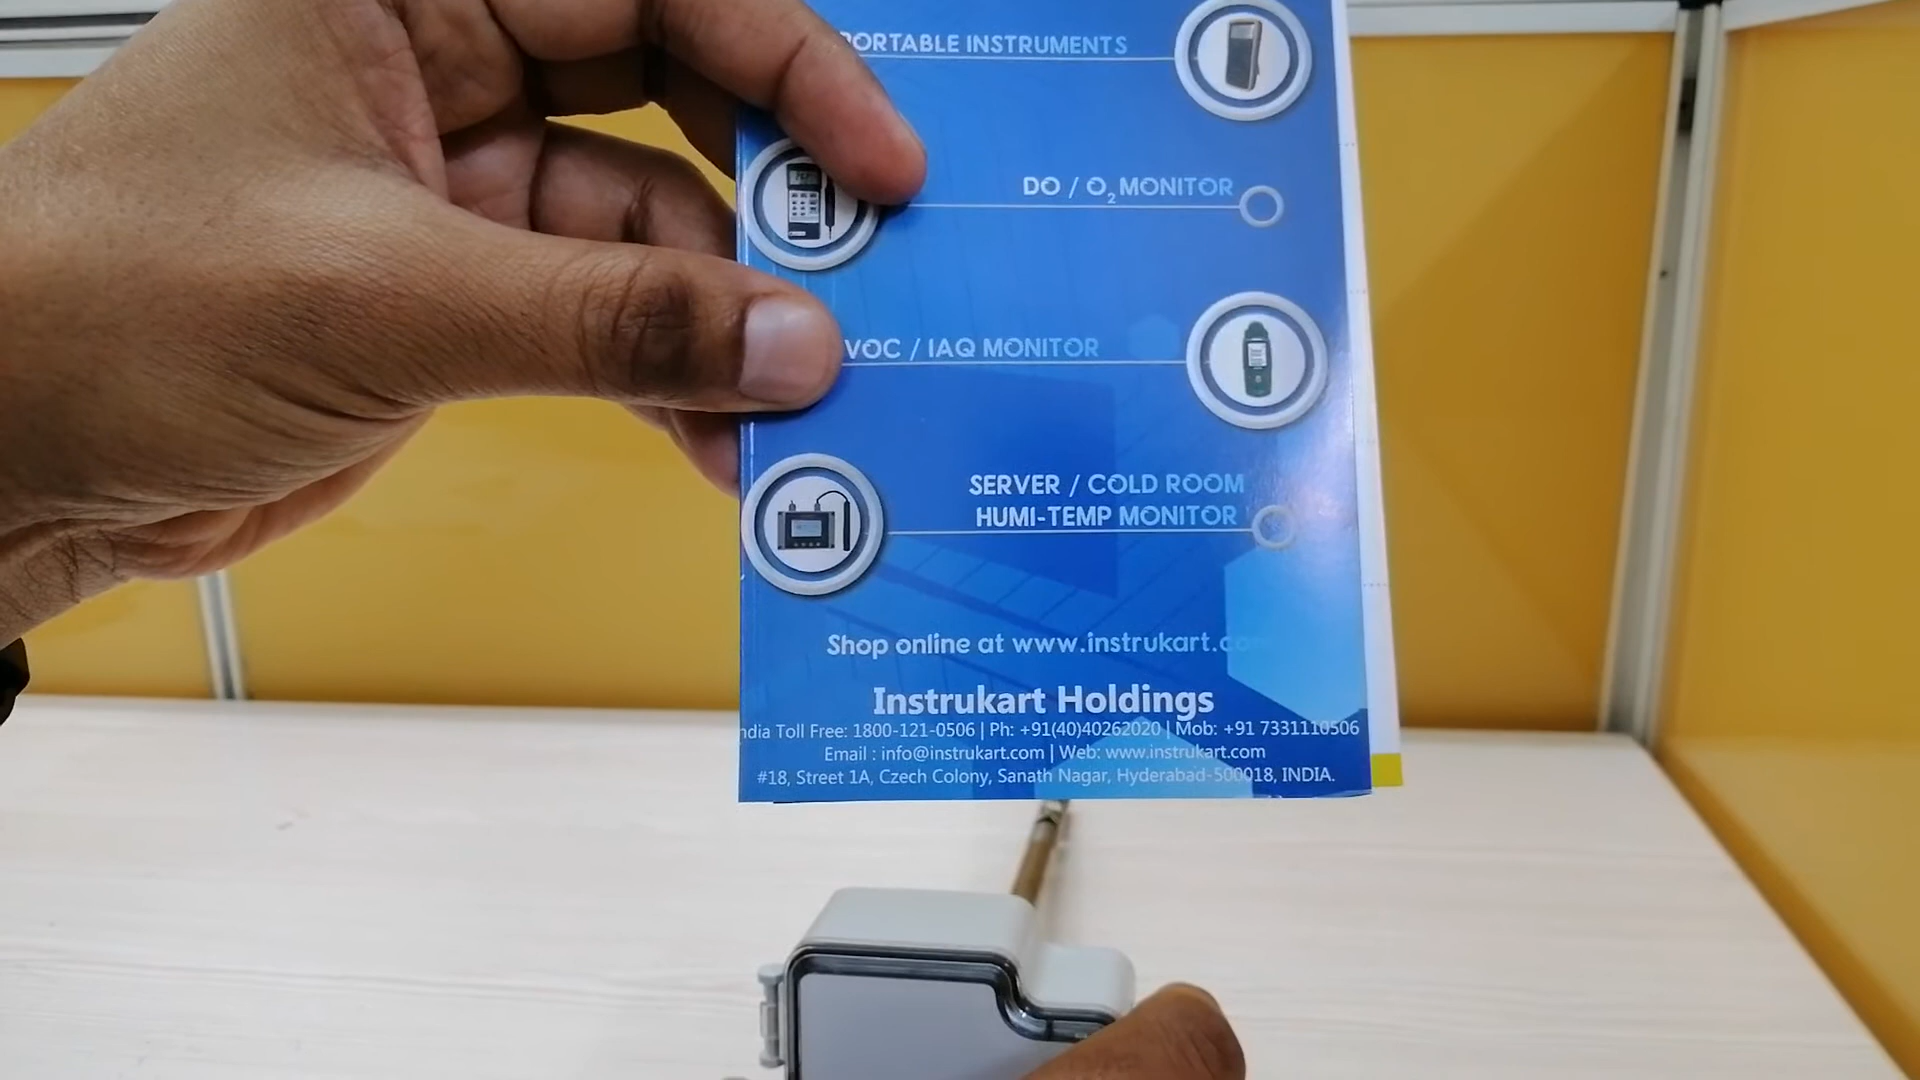 PORTABLE INSTRUMENTS
DO / O₂ MONITOR
VOC / IAQ MONITOR
SERVER / COLD ROOM
HUMI-TEMP MONITOR
Shop online at www.instrukart.com
Instrukart Holdings
Toll Free: 1800-121-0506 | Ph: +91(40)40262020 | Mob: +91 7331110506
Email : info@instrukart.com | Web: www.instrukart.com
#18, Street 1A, Czech Colony, Sanath Nagar, Hyderabad-500018, INDIA.